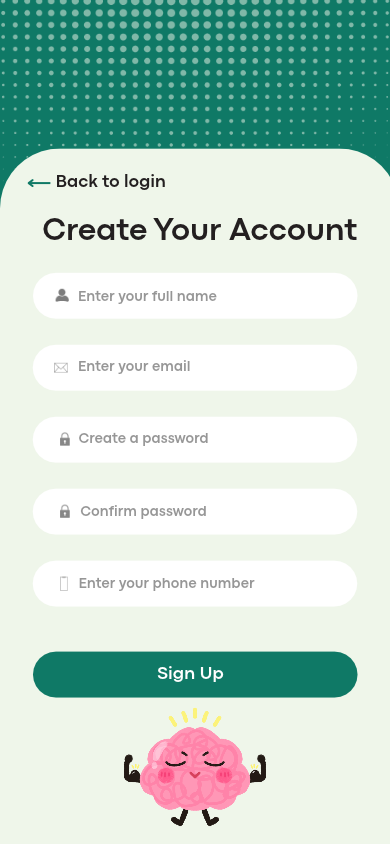 Back to login
Create Your Account
Enter your full name
Enter your email
Create a password
Confirm password
Enter your phone number
Sign Up